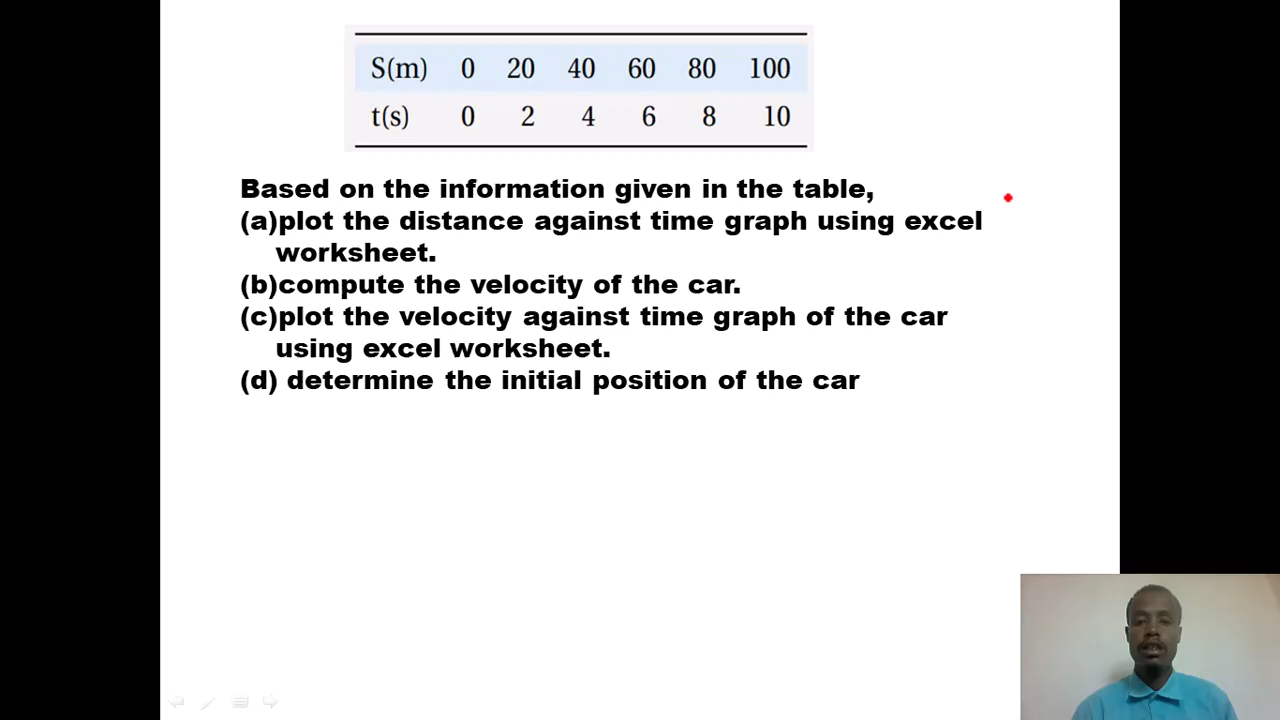 S(m) 0 20 40 60 80 100
t(s) 0 2 4 6 8 10
Based on the information given in the table,
(a)plot the distance against time graph using excel
worksheet.
(b)compute the velocity of the car.
(c)plot the velocity against time graph of the car
using excel worksheet.
(d) determine the initial position of the car